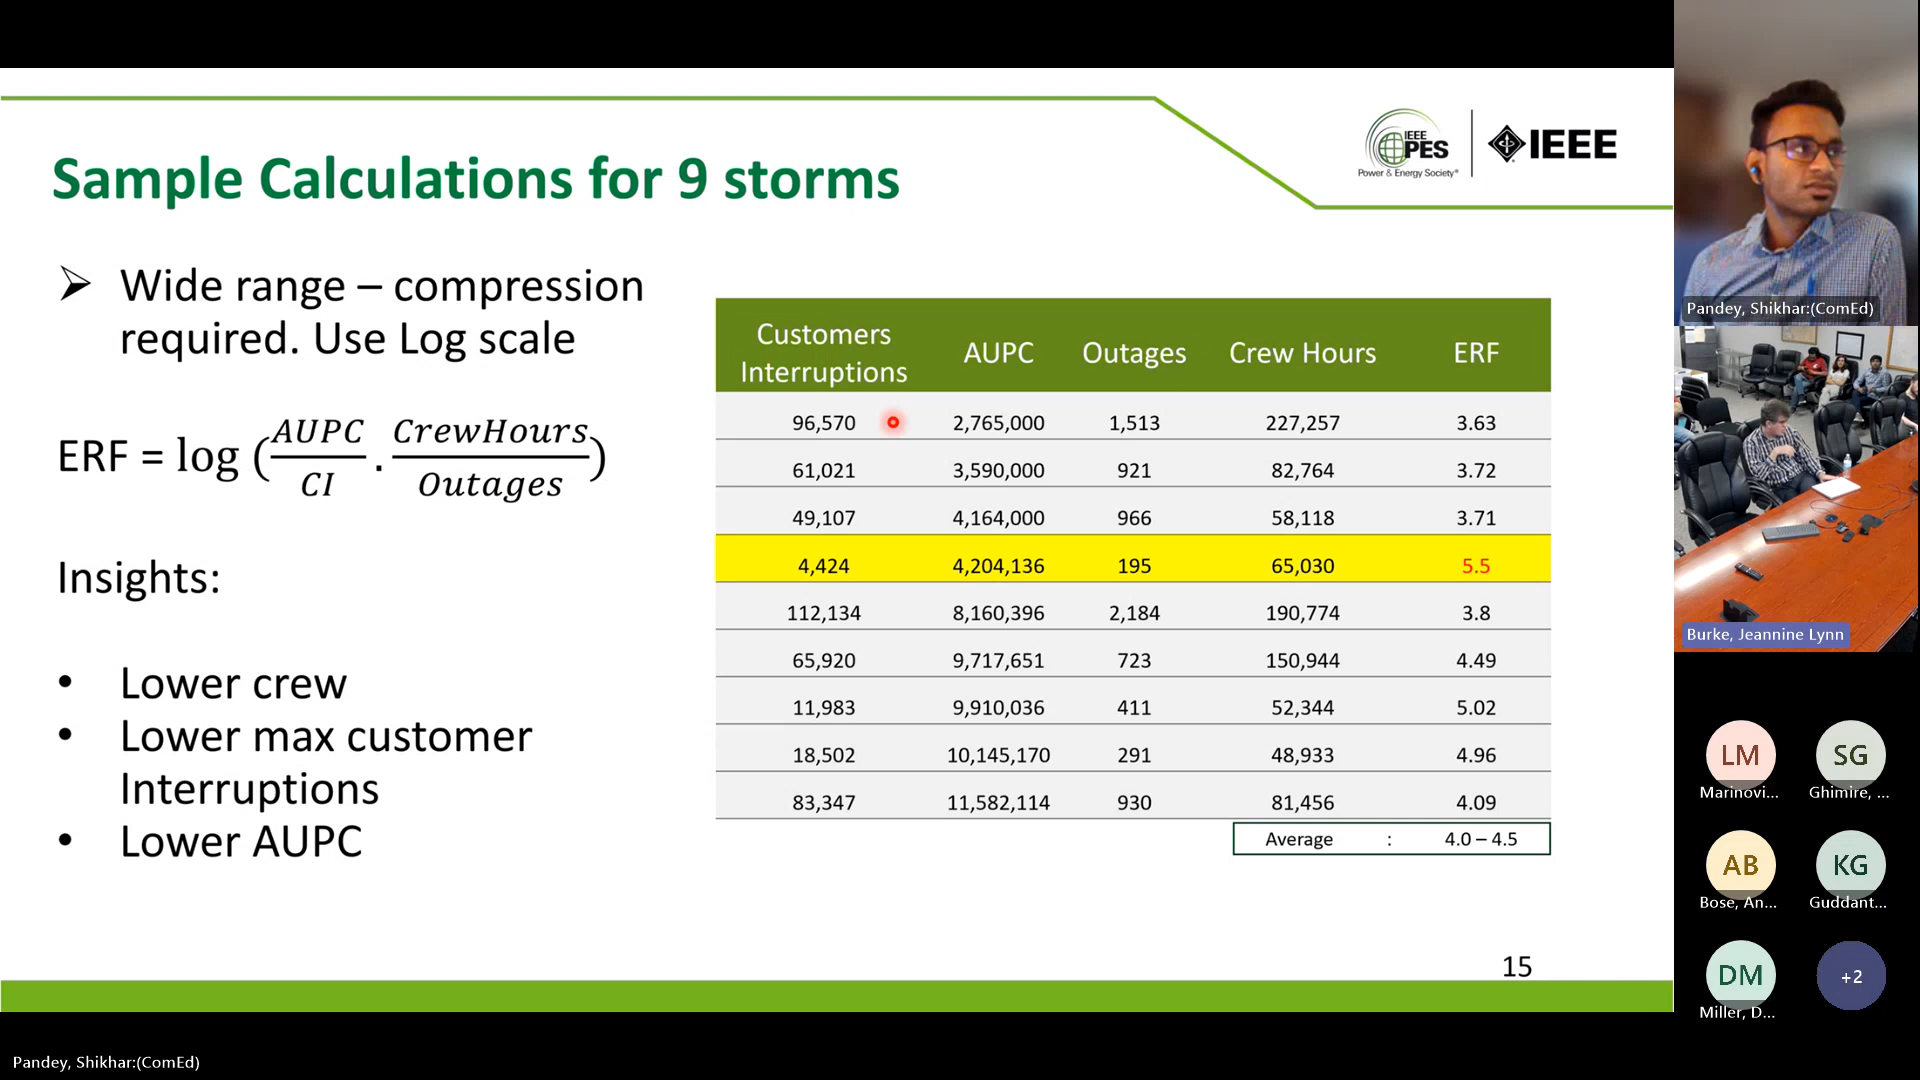 Sample Calculations for 9 storms
IEEE
PES
Power & Energy Society®
IEEE
➢ Wide range – compression
required. Use Log scale
ERF = log (AUPC/CI . CrewHours/Outages)
Insights:
• Lower crew
• Lower max customer
Interruptions
• Lower AUPC
Customers Interruptions AUPC Outages Crew Hours ERF
96,570 2,765,000 1,513 227,257 3.63
61,021 3,590,000 921 82,764 3.72
49,107 4,164,000 966 58,118 3.71
4,424 4,204,136 195 65,030 5.5
112,134 8,160,396 2,184 190,774 3.8
65,920 9,717,651 723 150,944 4.49
11,983 9,910,036 411 52,344 5.02
18,502 10,145,170 291 48,933 4.96
83,347 11,582,114 930 81,456 4.09
Average : 4.0 – 4.5
15
Pandey, Shikhar:(ComEd)
Burke, Jeannine Lynn
LM SG
Marinovi... Ghimire, ...
AB KG
Bose, An... Guddant...
DM +2
Miller, D...
Pandey, Shikhar:(ComEd)